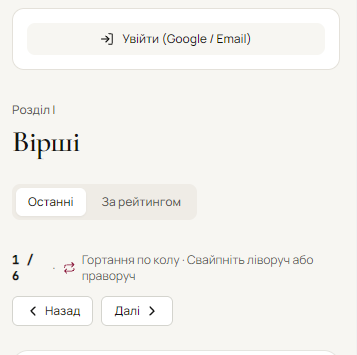 Увійти (Google / Email)
Розділ I
Вірші
Останні За рейтингом
1 /
6 · Гортання по колу · Свайпніть ліворуч або
праворуч
Назад Далі